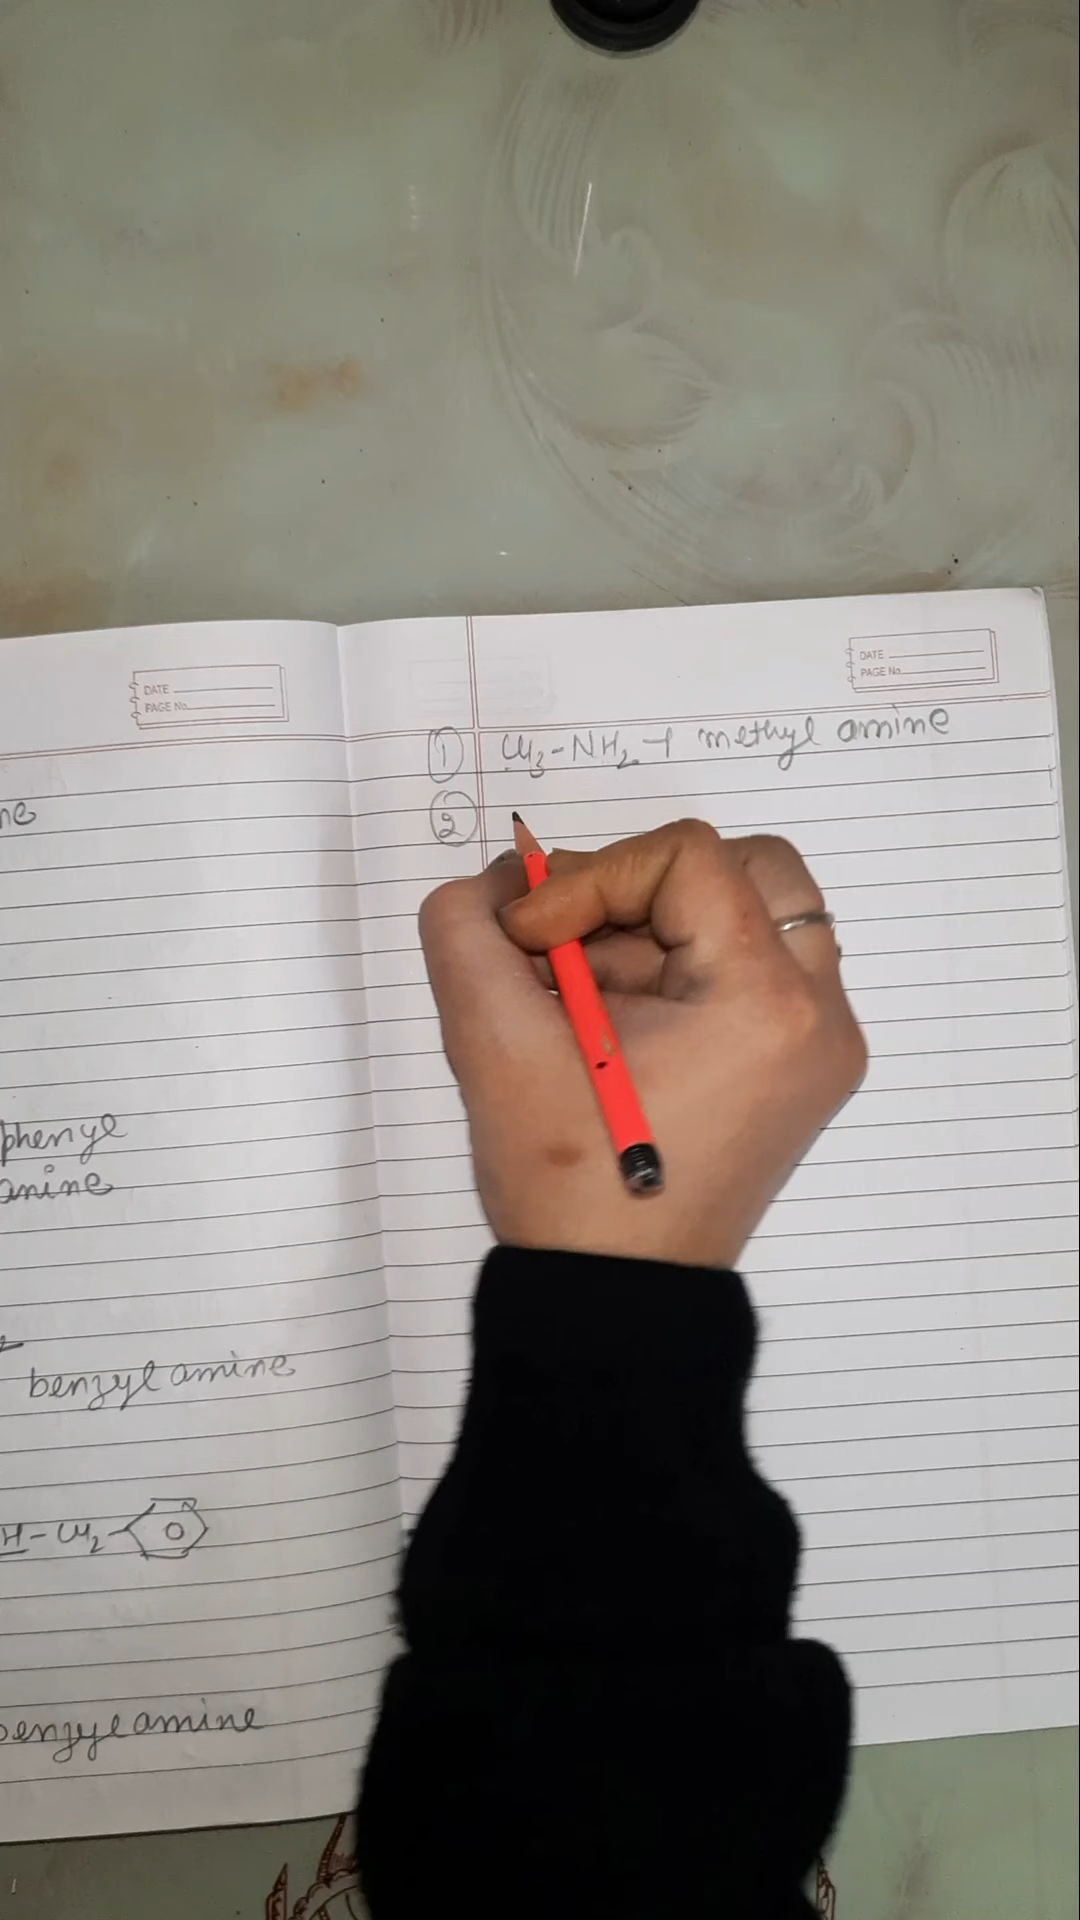 DATE
PAGE No.
ne
phenyl
anine
benzyl amine
H-CH2-
benzyl amine
DATE
PAGE No.
① CH3-NH2 → methyl amine
②